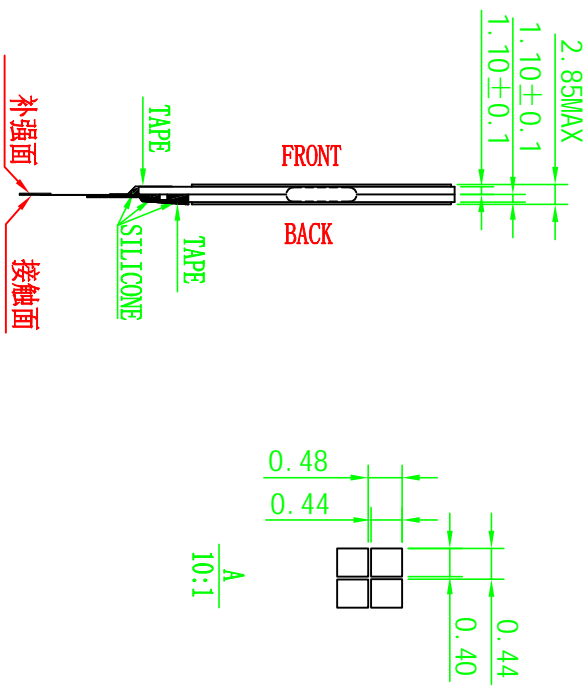 2.85MAX
1.10±0.1
1.10±0.1
TAPE
FRONT
补强面
BACK
SILICONE
TAPE
接触面
0.48
0.44
A
10:1
0.44
0.40